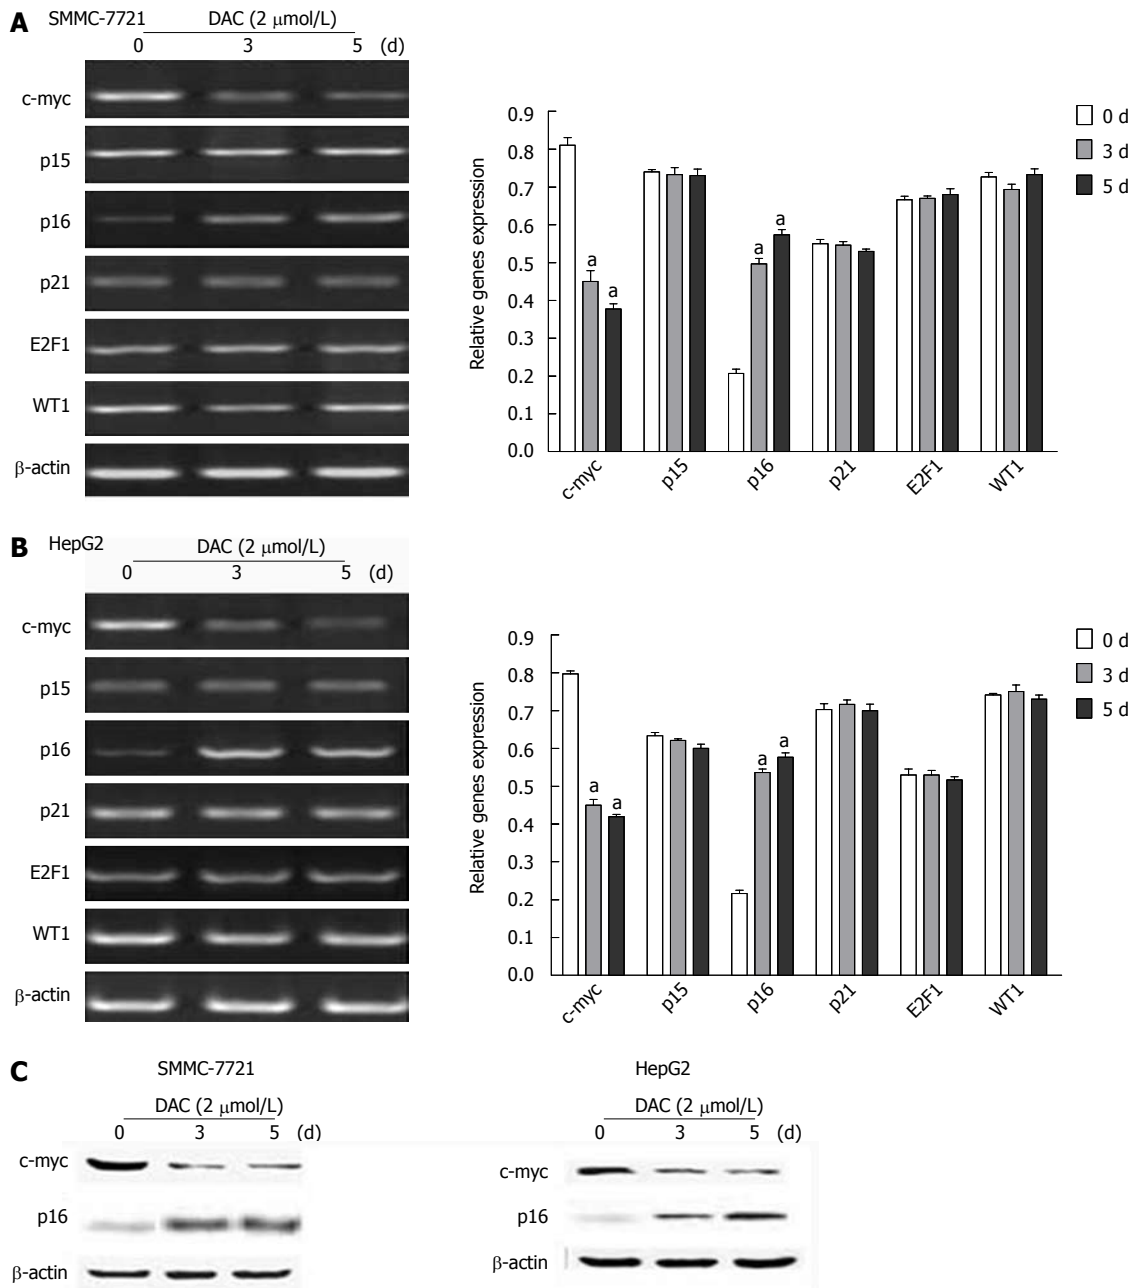 A
SMMC-7721 DAC (2 μmol/L)
0 3 5 (d)
c-myc
p15
p16
p21
E2F1
WT1
β-actin
Relative genes expression
0.9
0.8
0.7
0.6
0.5
0.4
0.3
0.2
0.1
0.0
a
a
a
a
c-myc p15 p16 p21 E2F1 WT1
0 d
3 d
5 d
B
HepG2 DAC (2 μmol/L)
0 3 5 (d)
c-myc
p15
p16
p21
E2F1
WT1
β-actin
Relative genes expression
0.9
0.8
0.7
0.6
0.5
0.4
0.3
0.2
0.1
0.0
a
a
a
a
c-myc p15 p16 p21 E2F1 WT1
0 d
3 d
5 d
C
SMMC-7721
DAC (2 μmol/L)
0 3 5 (d)
c-myc
p16
β-actin
HepG2
DAC (2 μmol/L)
0 3 5 (d)
c-myc
p16
β-actin